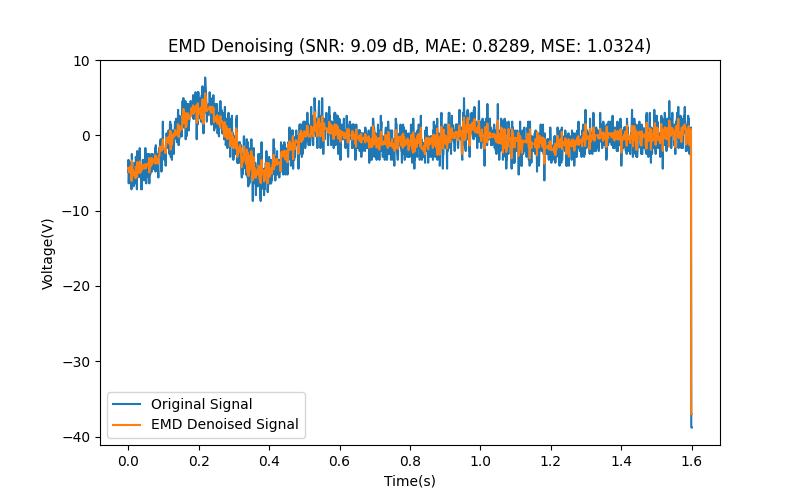 EMD Denoising (SNR: 9.09 dB, MAE: 0.8289, MSE: 1.0324)
10
0
−10
−20
−30
−40
Voltage(V)
Original Signal
EMD Denoised Signal
0.0 0.2 0.4 0.6 0.8 1.0 1.2 1.4 1.6
Time(s)